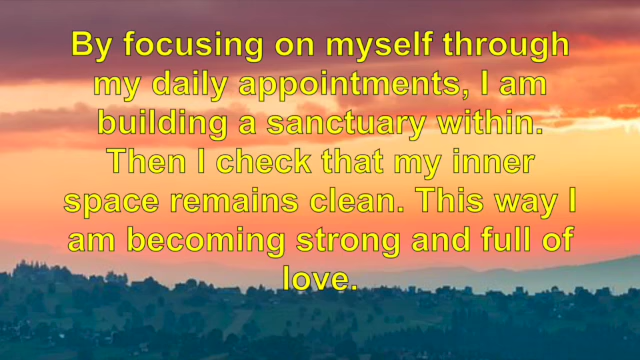 By focusing on myself through
my daily appointments, I am
building a sanctuary within.
Then I check that my inner
space remains clean. This way I
am becoming strong and full of
love.